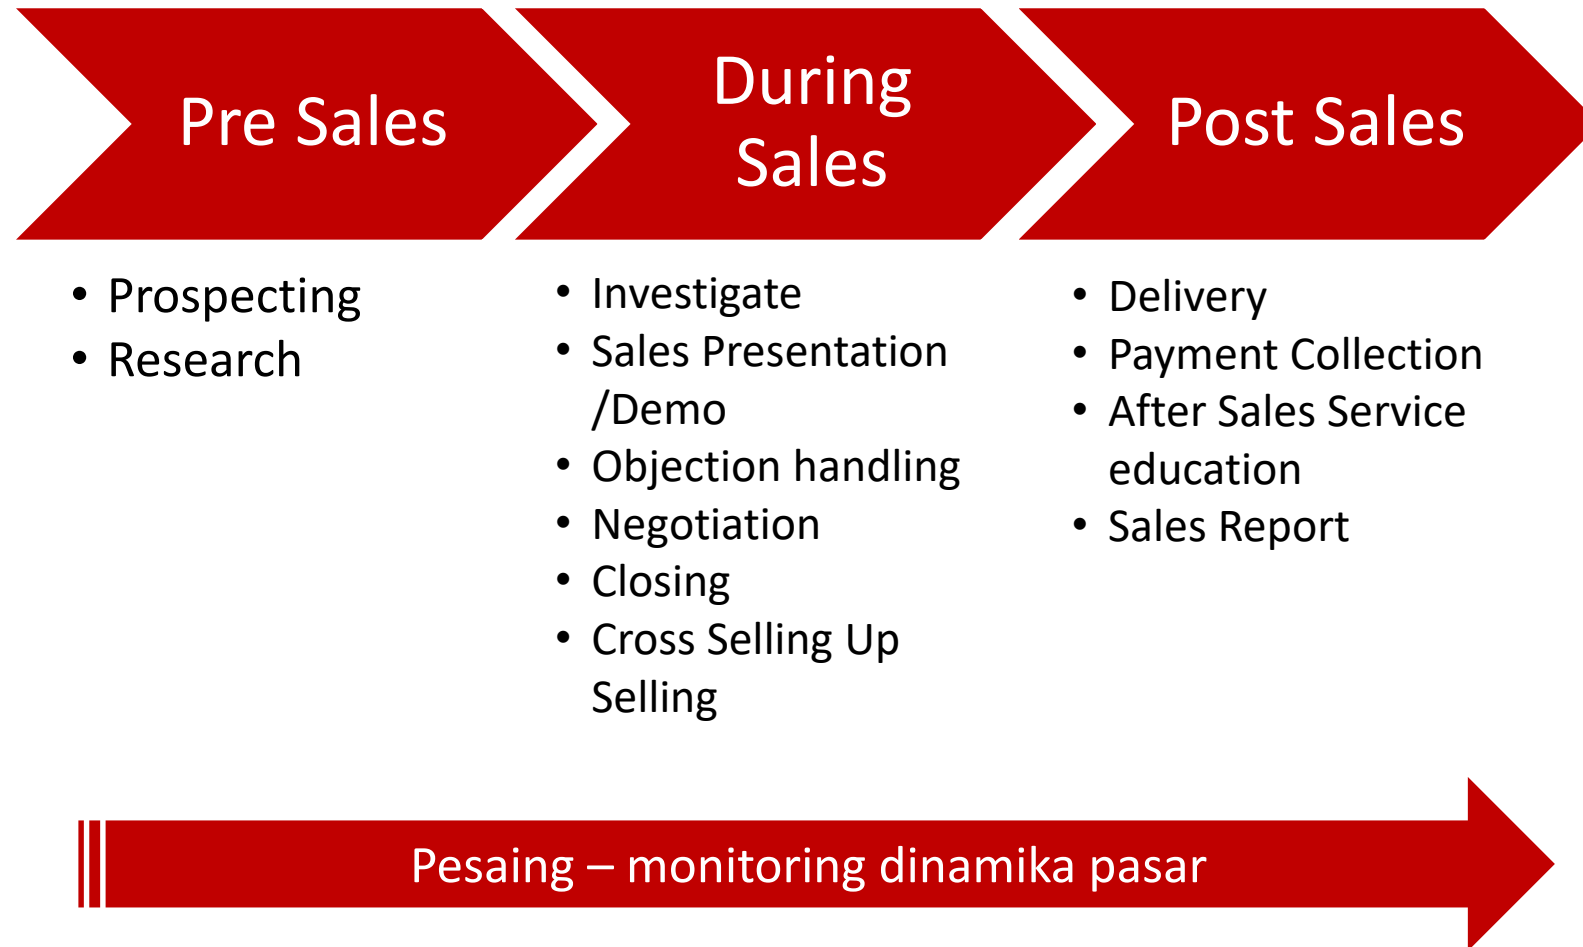 Pre Sales
During
Sales
Post Sales
• Prospecting
• Research
• Investigate
• Sales Presentation
/Demo
• Objection handling
• Negotiation
• Closing
• Cross Selling Up
Selling
• Delivery
• Payment Collection
• After Sales Service
education
• Sales Report
Pesaing – monitoring dinamika pasar